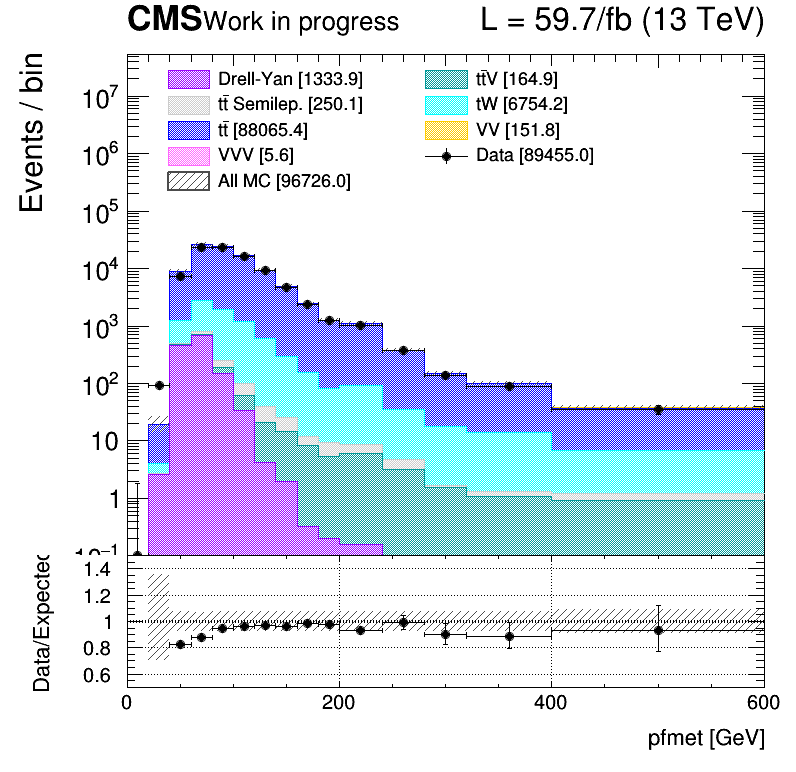 CMS Work in progress L = 59.7/fb (13 TeV)
Events / bin
Drell-Yan [1333.9]
tt̄ Semilep. [250.1]
tt̄ [88065.4]
VVV [5.6]
All MC [96726.0]
tt̄V [164.9]
tW [6754.2]
VV [151.8]
Data [89455.0]
10⁷
10⁶
10⁵
10⁴
10³
10²
10
1
10⁻¹
Data/Expected
1.4
1.2
1
0.8
0.6
0 200 400 600
pfmet [GeV]